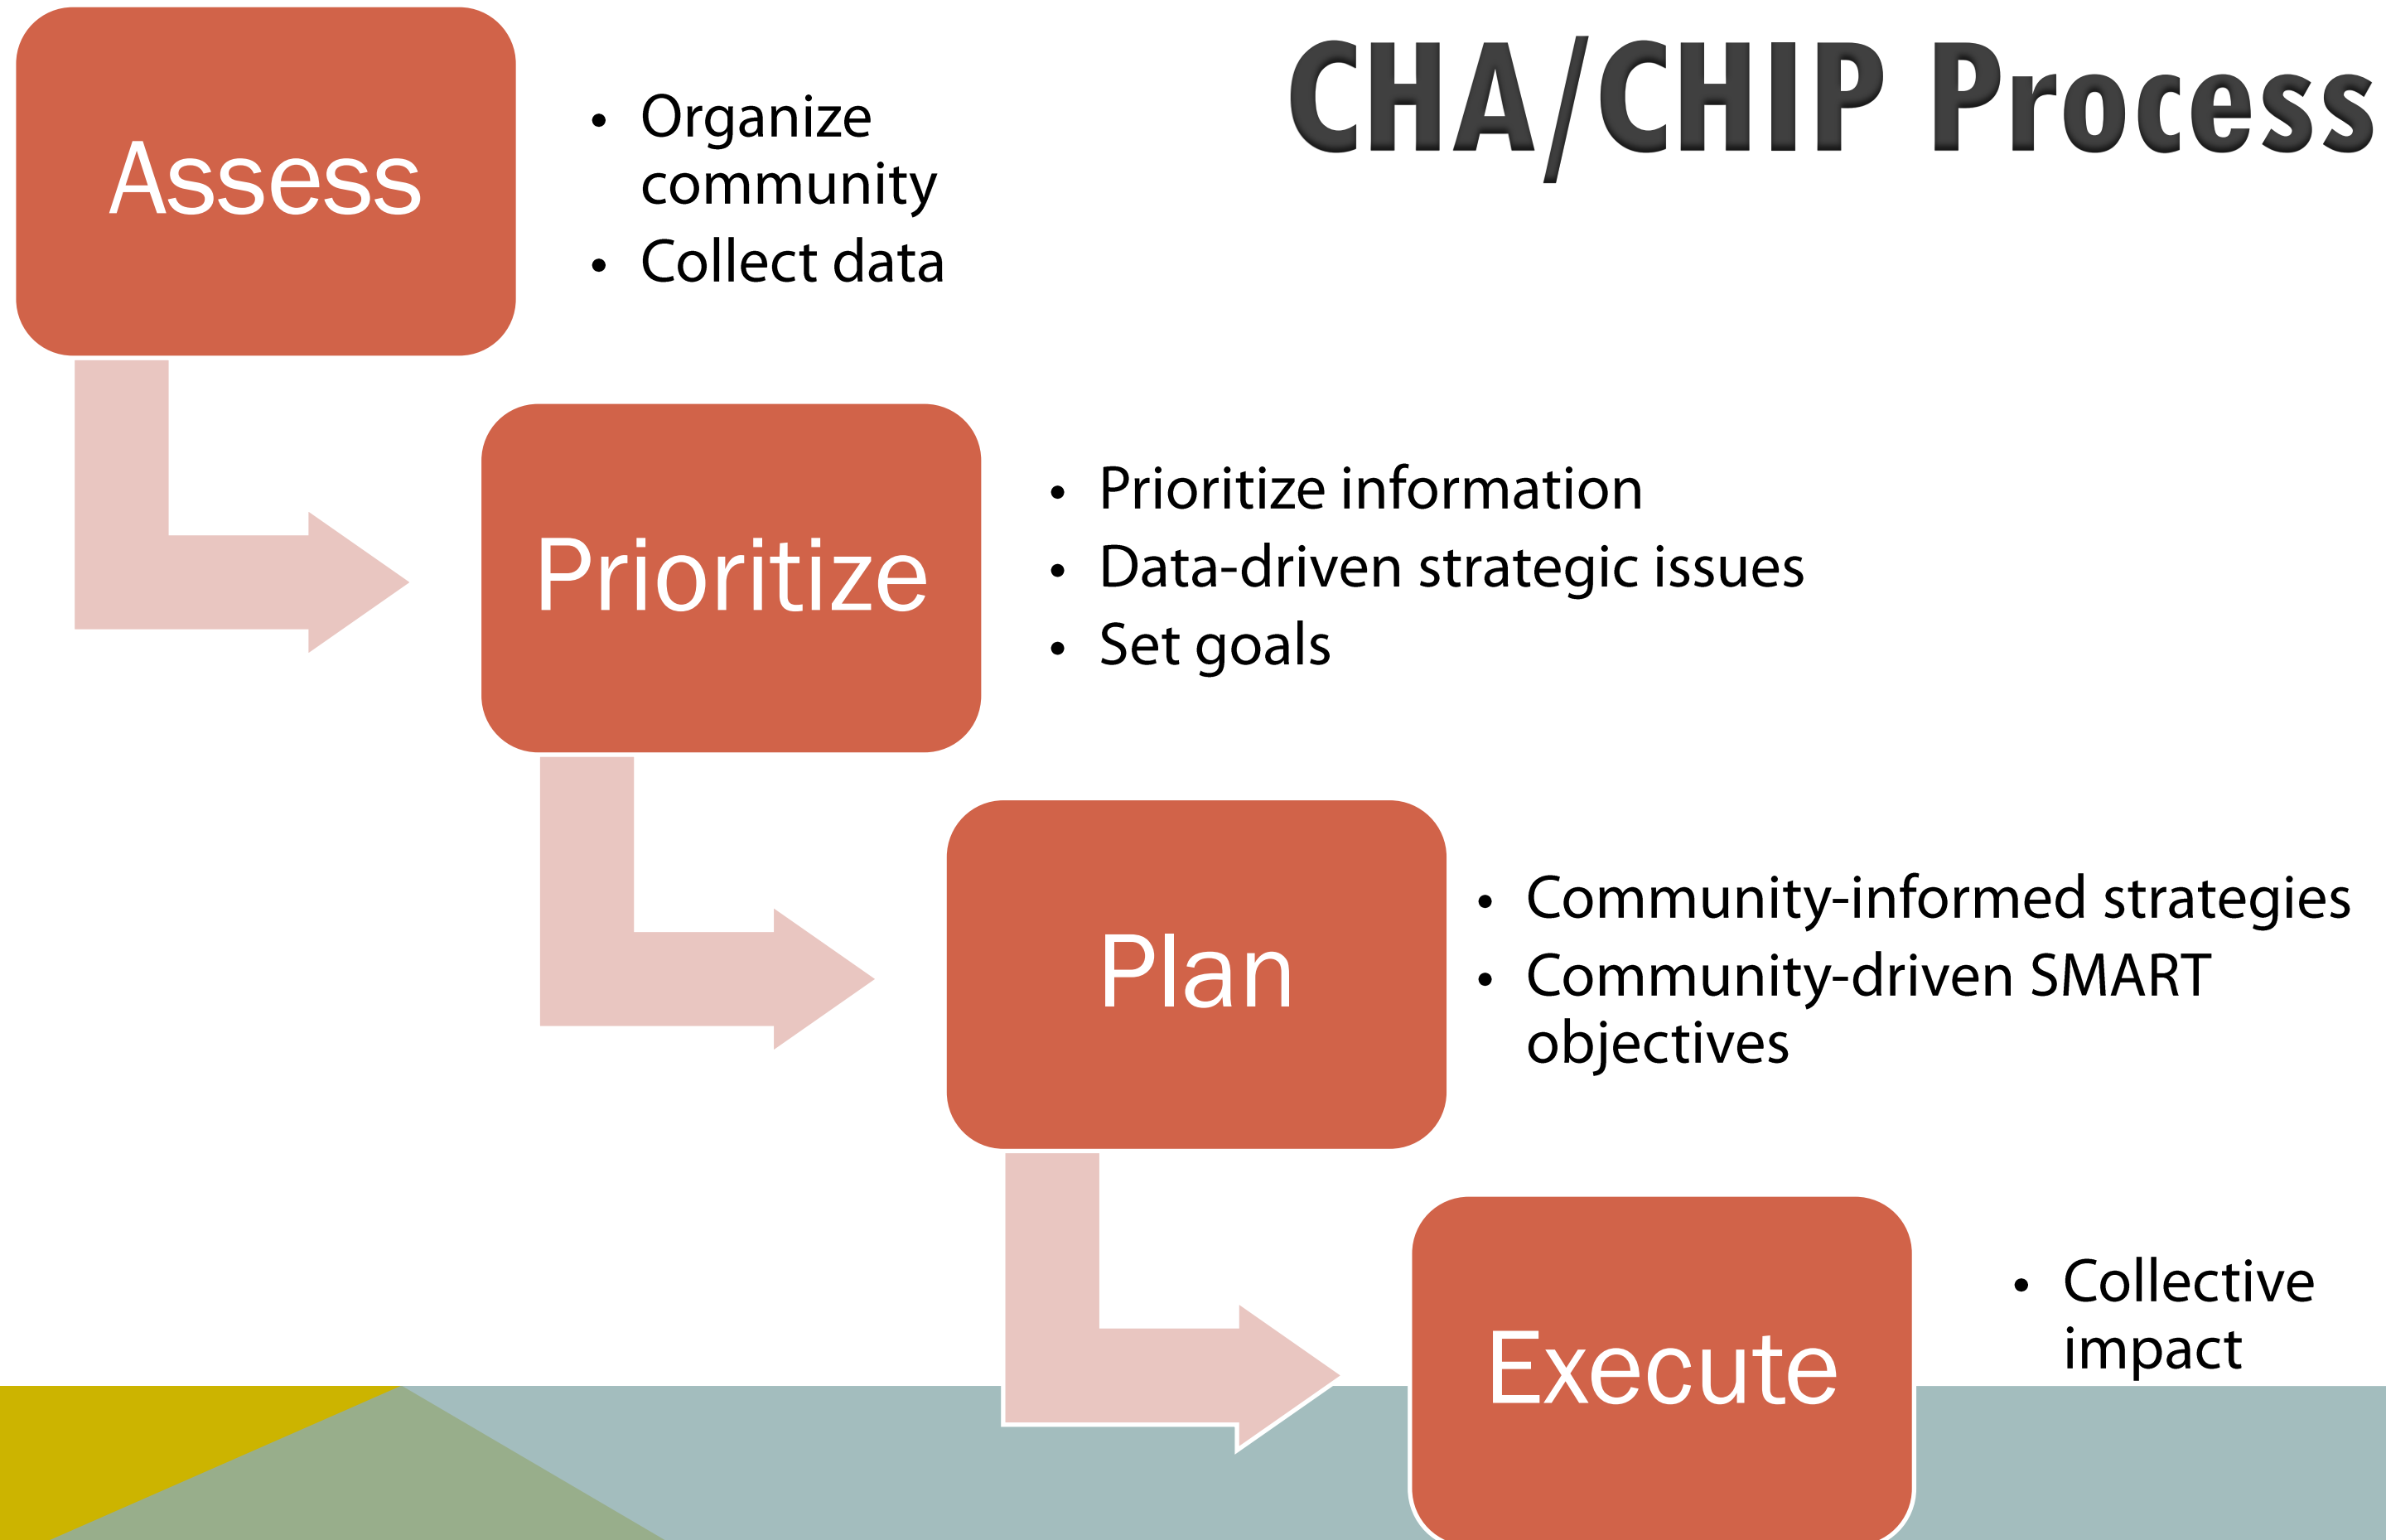 CHA/CHIP Process
Assess
• Organize
community
• Collect data
Prioritize
• Prioritize information
• Data-driven strategic issues
• Set goals
Plan
• Community-informed strategies
• Community-driven SMART
objectives
Execute
• Collective
impact